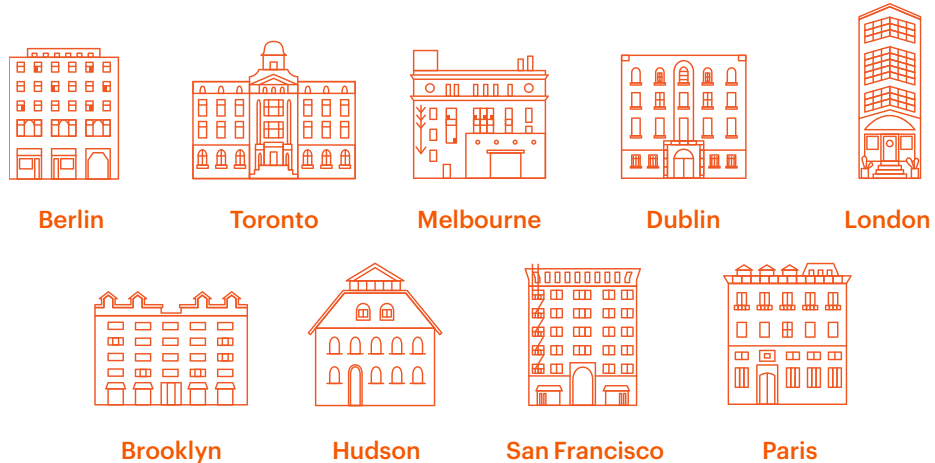 Berlin
Toronto
Melbourne
Dublin
London
Brooklyn
Hudson
San Francisco
Paris